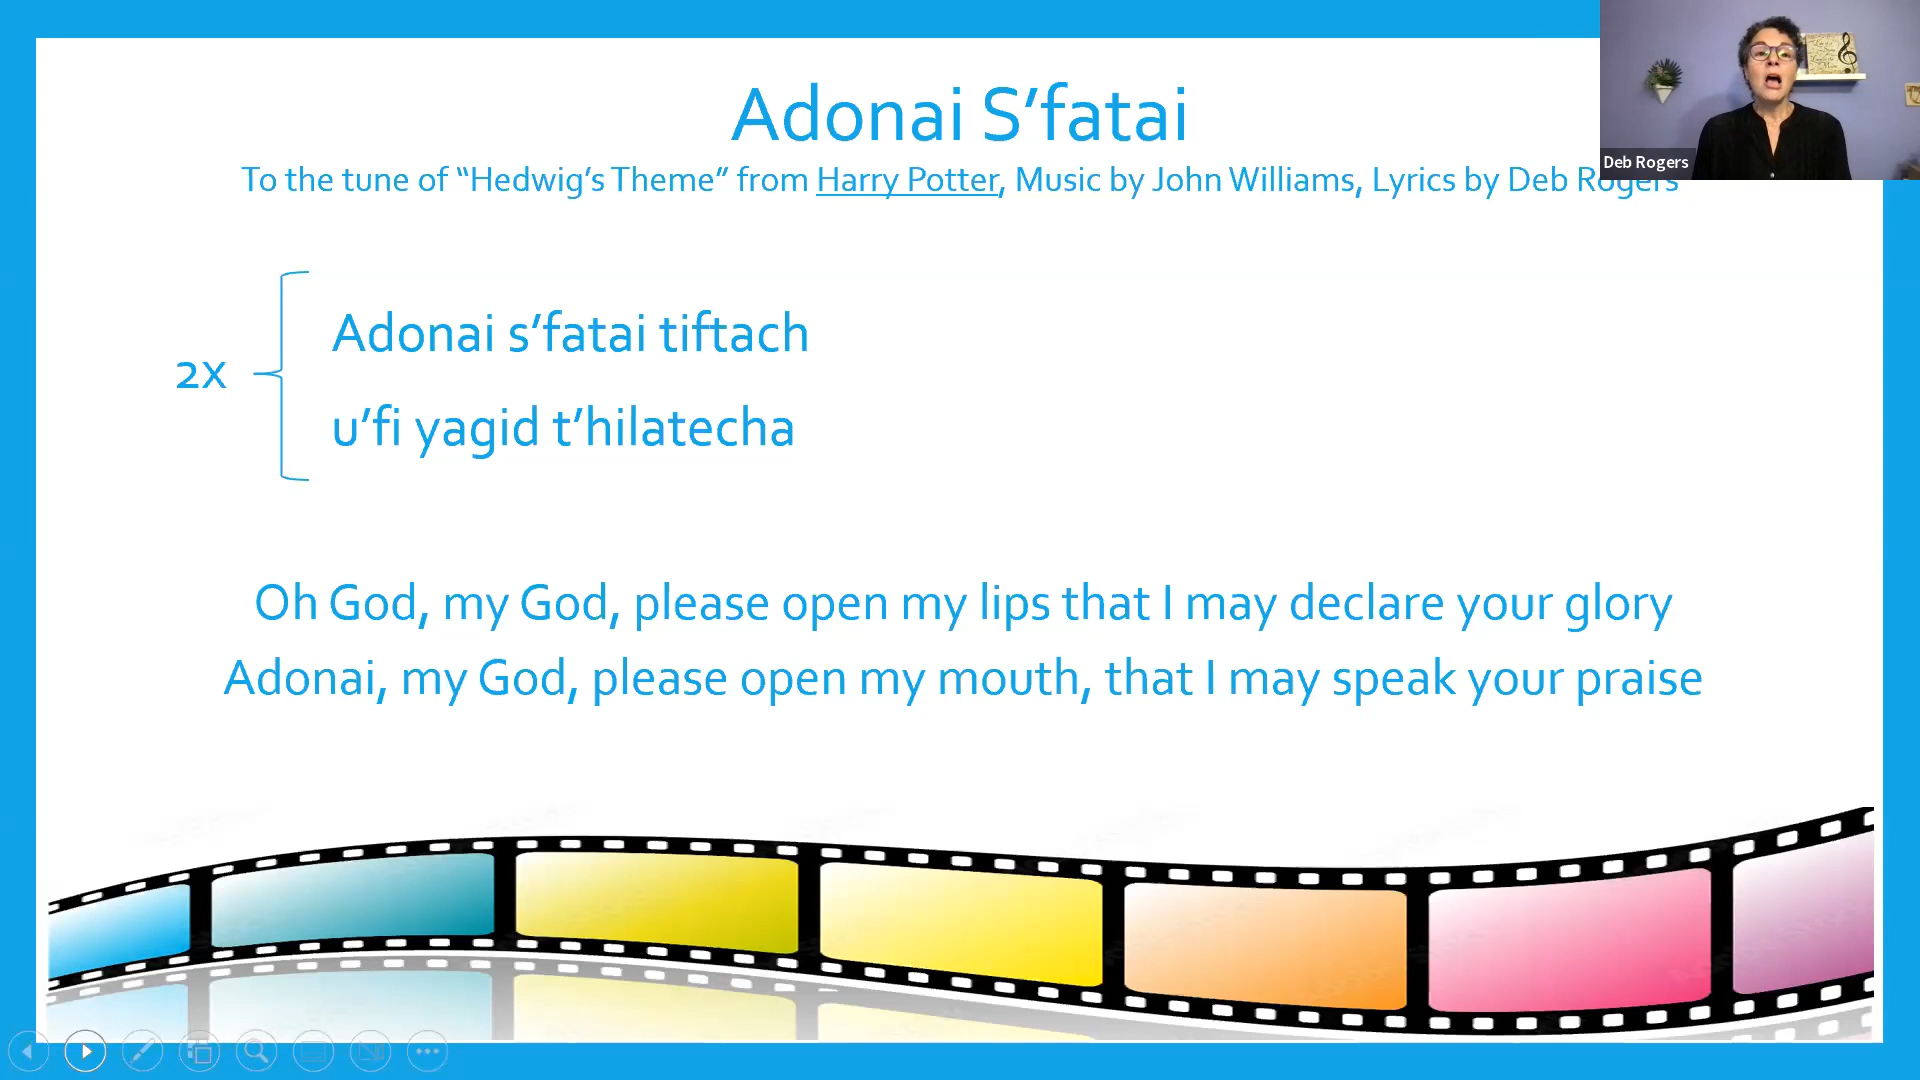 Adonai S’fatai
To the tune of “Hedwig’s Theme” from Harry Potter, Music by John Williams, Lyrics by Deb Rogers
Deb Rogers
Adonai s’fatai tiftach
2x
u’fi yagid t’hilatecha
Oh God, my God, please open my lips that I may declare your glory
Adonai, my God, please open my mouth, that I may speak your praise